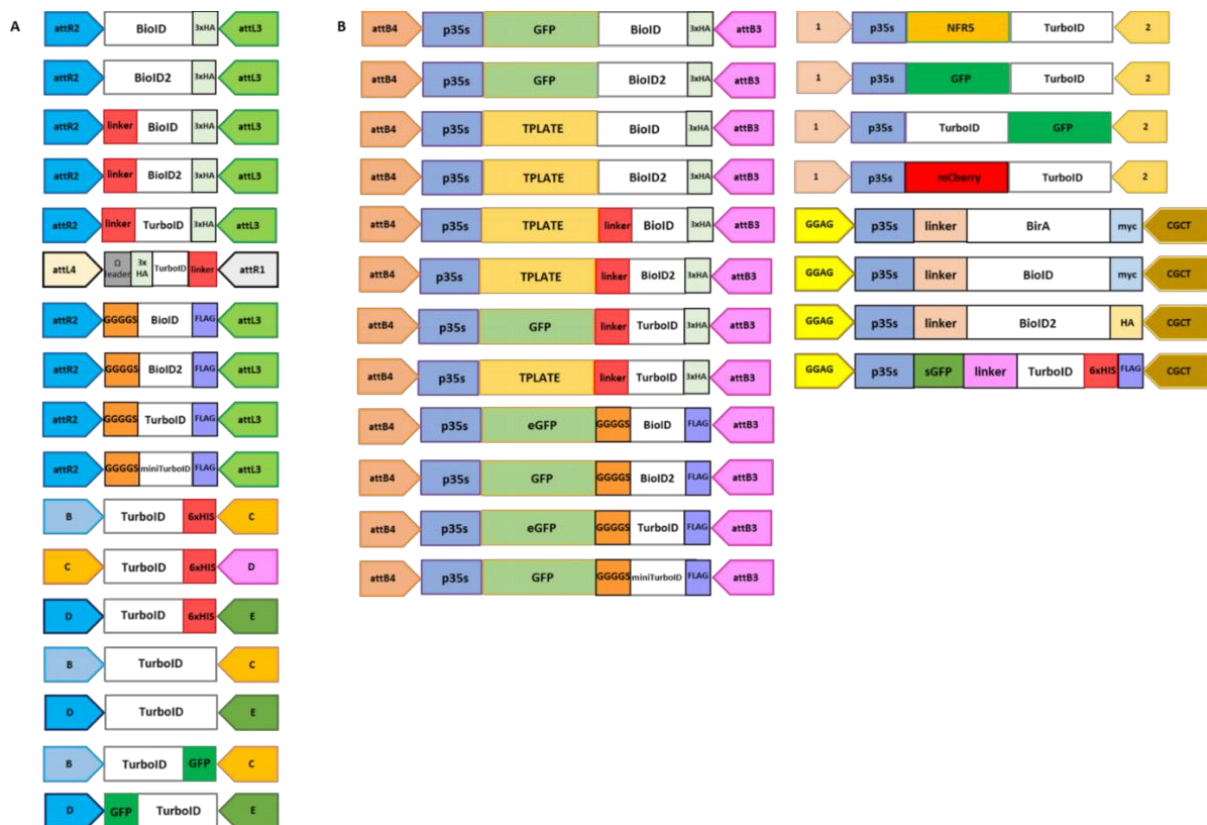 A
attR2 BioID 3xHA attL3
attR2 BioID2 3xHA attL3
attR2 linker BioID 3xHA attL3
attR2 linker BioID2 3xHA attL3
attR2 linker TurboID 3xHA attL3
attL4 Ω leader 3x HA TurboID linker attR1
attR2 GGGGS BioID FLAG attL3
attR2 GGGGS BioID2 FLAG attL3
attR2 GGGGS TurboID FLAG attL3
attR2 GGGGS miniTurboID FLAG attL3
B TurboID 6xHIS C
C TurboID 6xHIS D
D TurboID 6xHIS E
B TurboID C
D TurboID E
B TurboID GFP C
D GFP TurboID E
B
attB4 p35s GFP BioID 3xHA attB3
attB4 p35s GFP BioID2 3xHA attB3
attB4 p35s TPLATE BioID 3xHA attB3
attB4 p35s TPLATE BioID2 3xHA attB3
attB4 p35s TPLATE linker BioID 3xHA attB3
attB4 p35s TPLATE linker BioID2 3xHA attB3
attB4 p35s GFP linker TurboID 3xHA attB3
attB4 p35s TPLATE linker TurboID 3xHA attB3
attB4 p35s eGFP GGGGS BioID FLAG attB3
attB4 p35s GFP GGGGS BioID2 FLAG attB3
attB4 p35s eGFP GGGGS TurboID FLAG attB3
attB4 p35s GFP GGGGS miniTurboID FLAG attB3
1 p35s NFR5 TurboID 2
1 p35s GFP TurboID 2
1 p35s TurboID GFP 2
1 p35s mCherry TurboID 2
GGAG p35s linker BirA myc CGCT
GGAG p35s linker BioID myc CGCT
GGAG p35s linker BioID2 HA CGCT
GGAG p35s sGFP linker TurboID 6xHIS FLAG CGCT